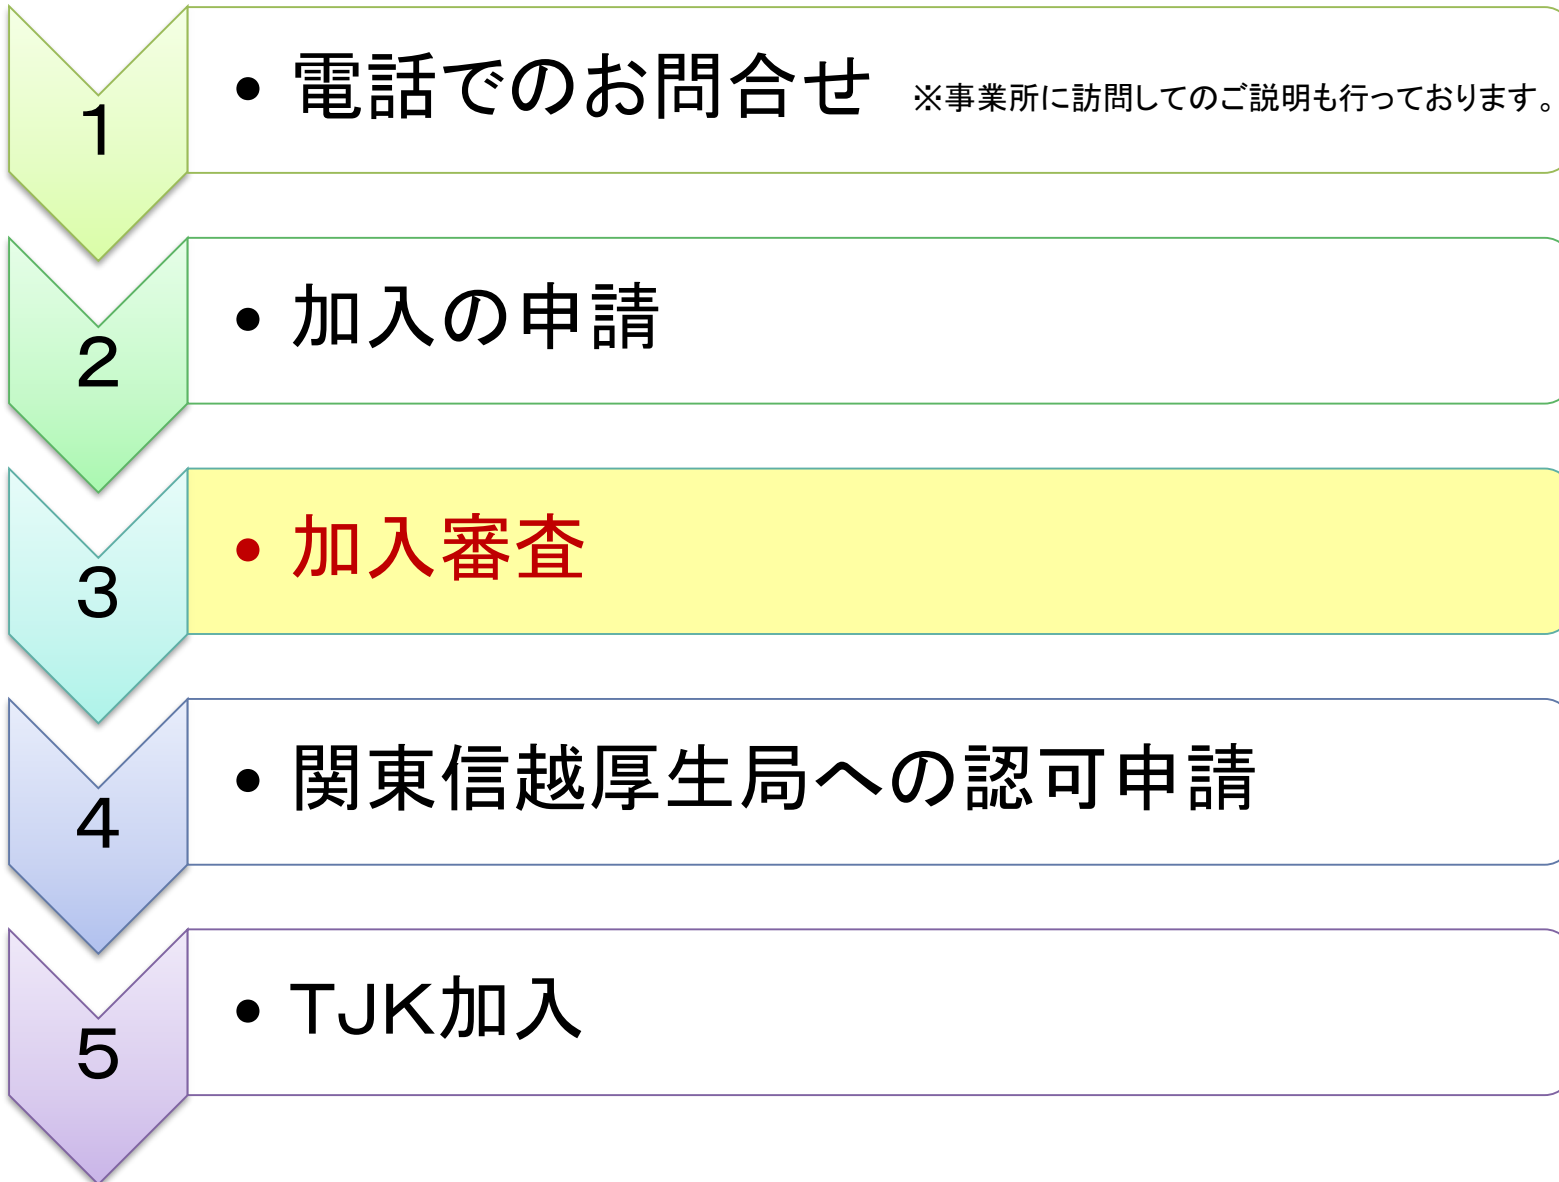 1
• 電話でのお問合せ ※事業所に訪問してのご説明も行っております。
2
• 加入の申請
3
• 加入審査
4
• 関東信越厚生局への認可申請
5
• TJK加入